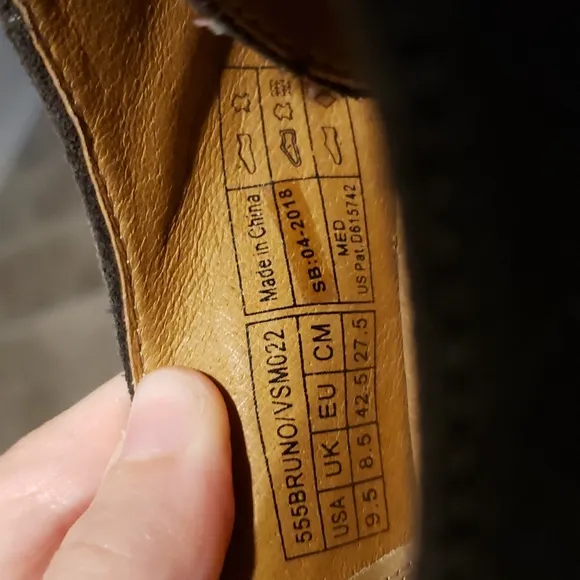 555BRUNO/VSM022
USA UK EU CM
9.5 8.5 42.5 27.5
Made in China
SB:04-2018
MED
US Pat. D615742